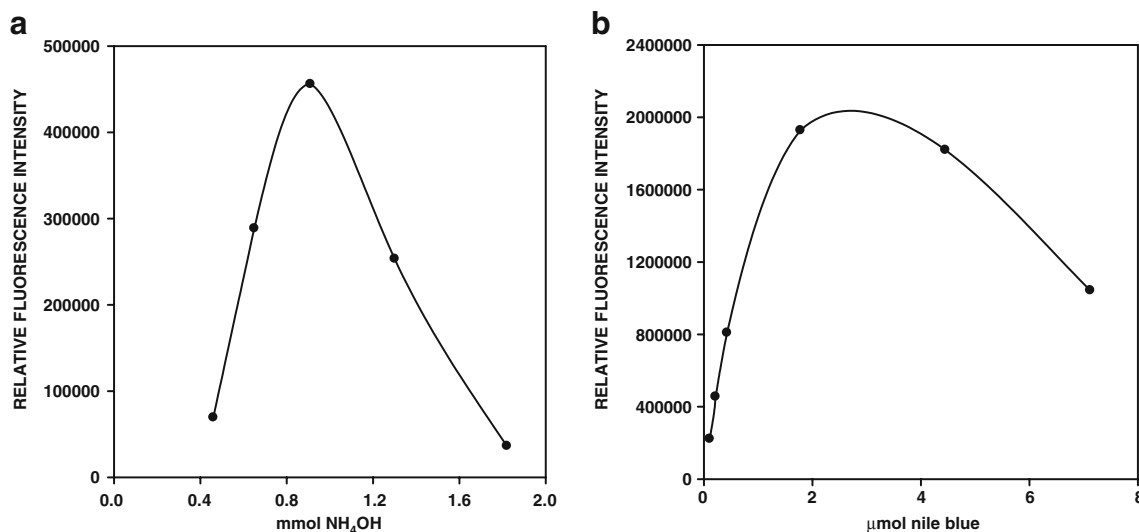 a
500000
400000
300000
200000
100000
0
0.0 0.4 0.8 1.2 1.6 2.0
mmol NH₄OH
RELATIVE FLUORESCENCE INTENSITY
b
2400000
2000000
1600000
1200000
800000
400000
0
0 2 4 6 8
μmol nile blue
RELATIVE FLUORESCENCE INTENSITY